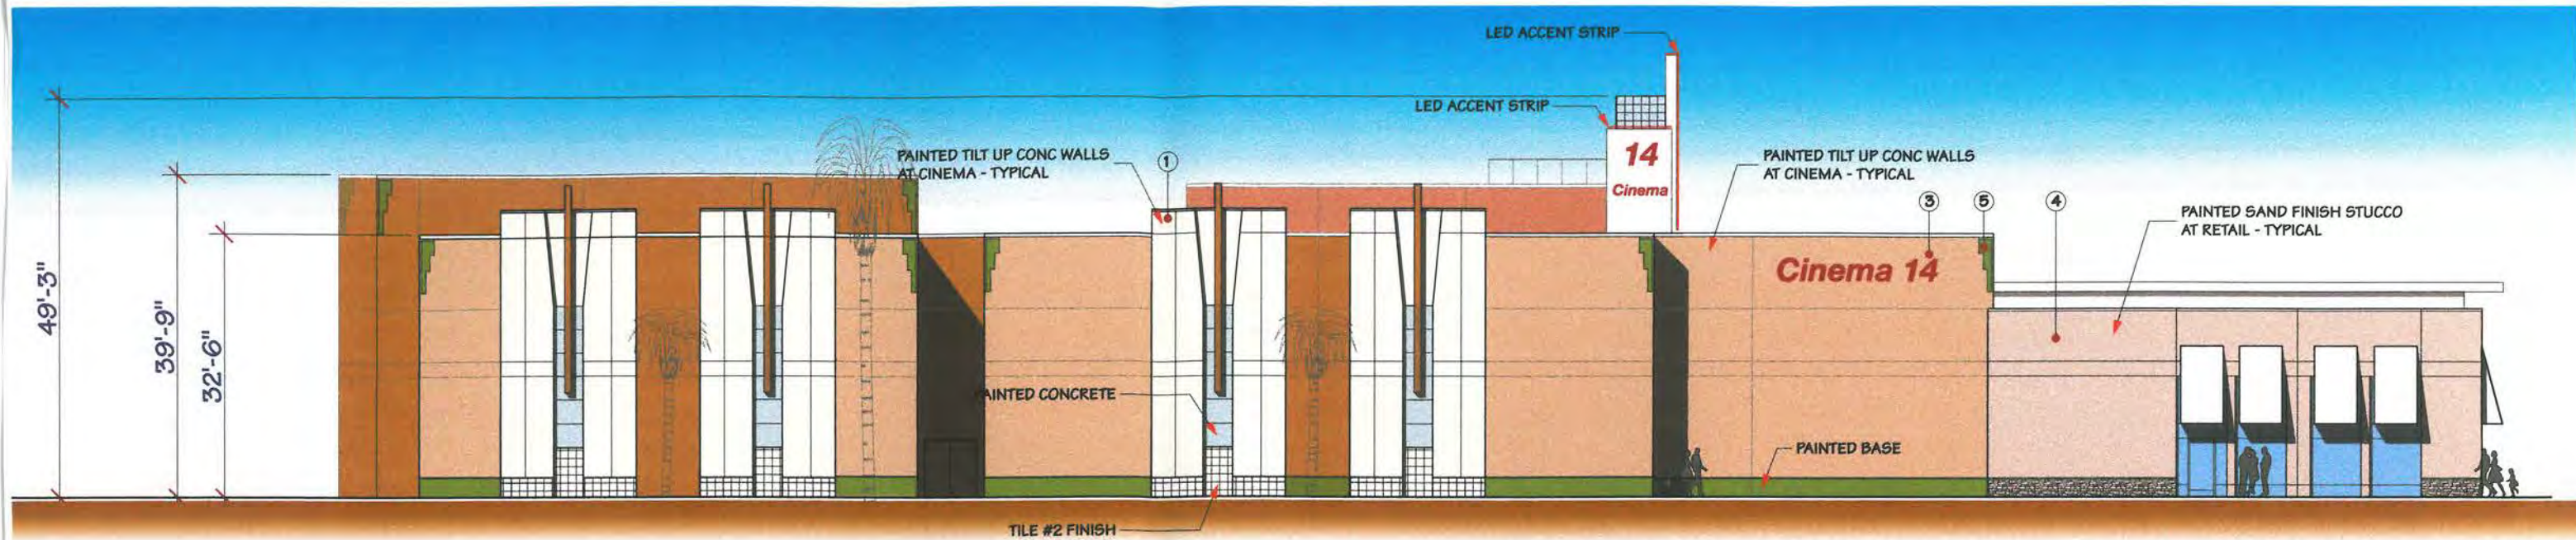 LED ACCENT STRIP
LED ACCENT STRIP
49'-3"
39'-9"
32'-6"
PAINTED TILT UP CONC WALLS
AT CINEMA - TYPICAL
1
14
Cinema
PAINTED TILT UP CONC WALLS
AT CINEMA - TYPICAL
3
5
4
PAINTED SAND FINISH STUCCO
AT RETAIL - TYPICAL
Cinema 14
AINTED CONCRETE
PAINTED BASE
TILE #2 FINISH